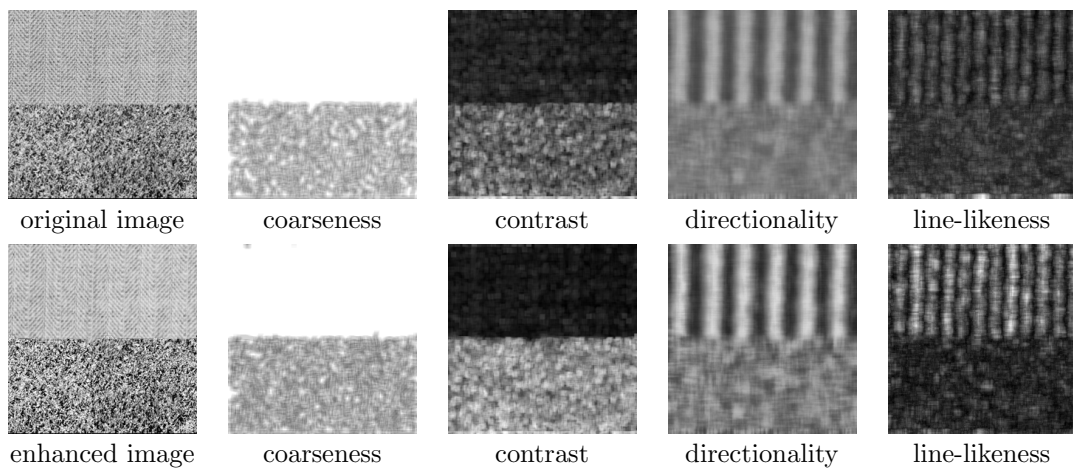 original image coarseness contrast directionality line-likeness
enhanced image coarseness contrast directionality line-likeness